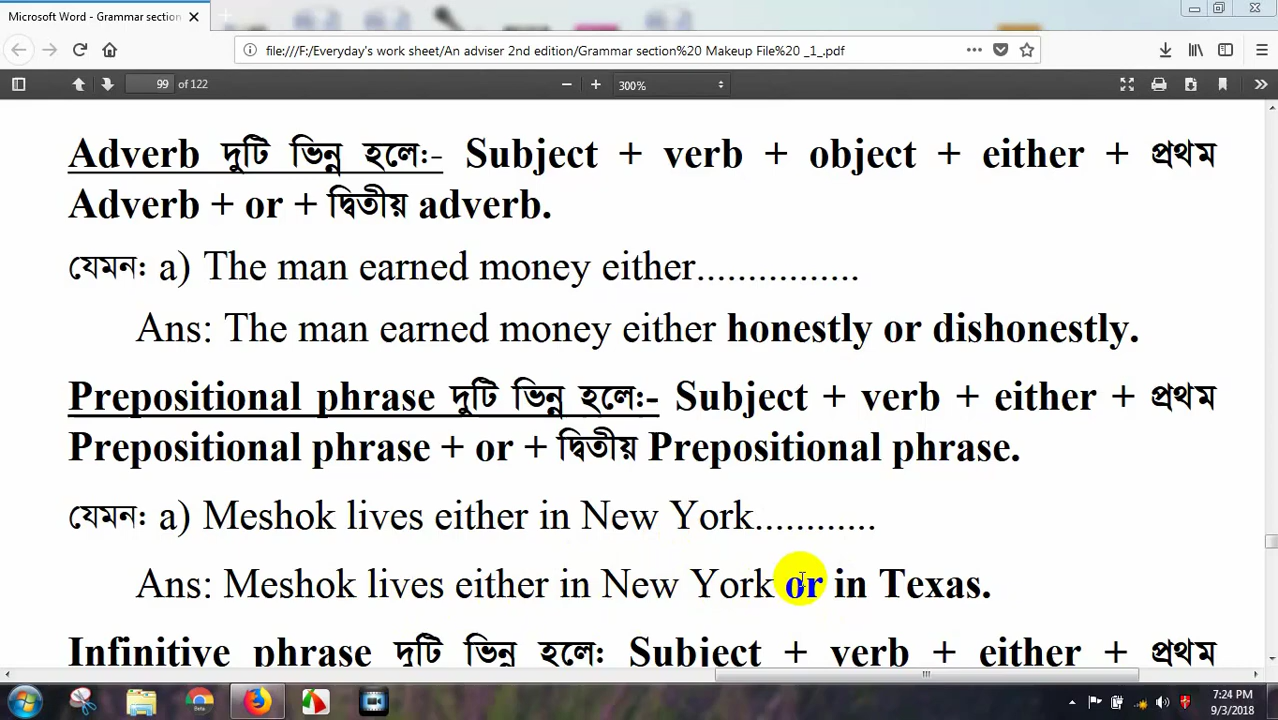 Microsoft Word - Grammar section
file:///F:/Everyday's work sheet/An adviser 2nd edition/Grammar section%20 Makeup File%20 _1_.pdf
99 of 122
300%
Adverb দুটি ভিন্ন হলেঃ- Subject + verb + object + either + প্রথম
Adverb + or + দ্বিতীয় adverb.
যেমনঃ a) The man earned money either................
Ans: The man earned money either honestly or dishonestly.
Prepositional phrase দুটি ভিন্ন হলেঃ- Subject + verb + either + প্রথম
Prepositional phrase + or + দ্বিতীয় Prepositional phrase.
যেমনঃ a) Meshok lives either in New York............
Ans: Meshok lives either in New York or in Texas.
Infinitive phrase দুটি ভিন্ন হলেঃ Subject + verb + either + প্রথম
7:24 PM
9/3/2018